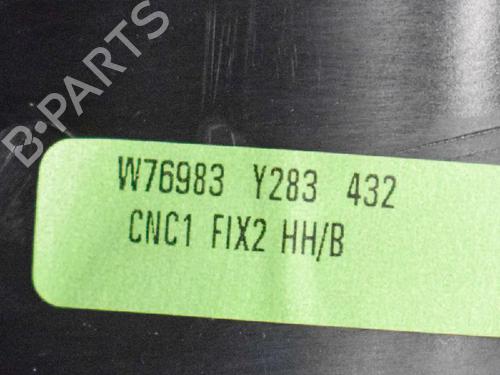 B-PARTS
W76983 Y283 432
CNC1 FIX2 HH/B